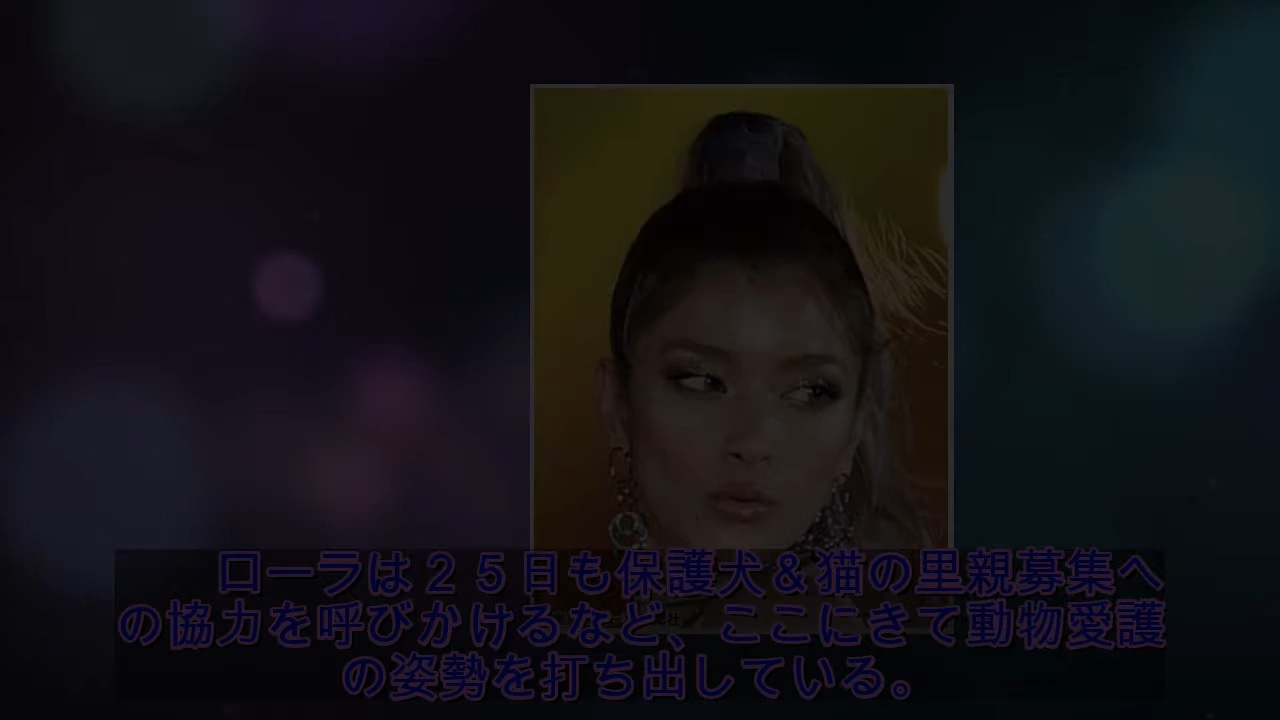 ローラは２５日も保護犬＆猫の里親募集へ
の協力を呼びかけるなど、ここにきて動物愛護
の姿勢を打ち出している。